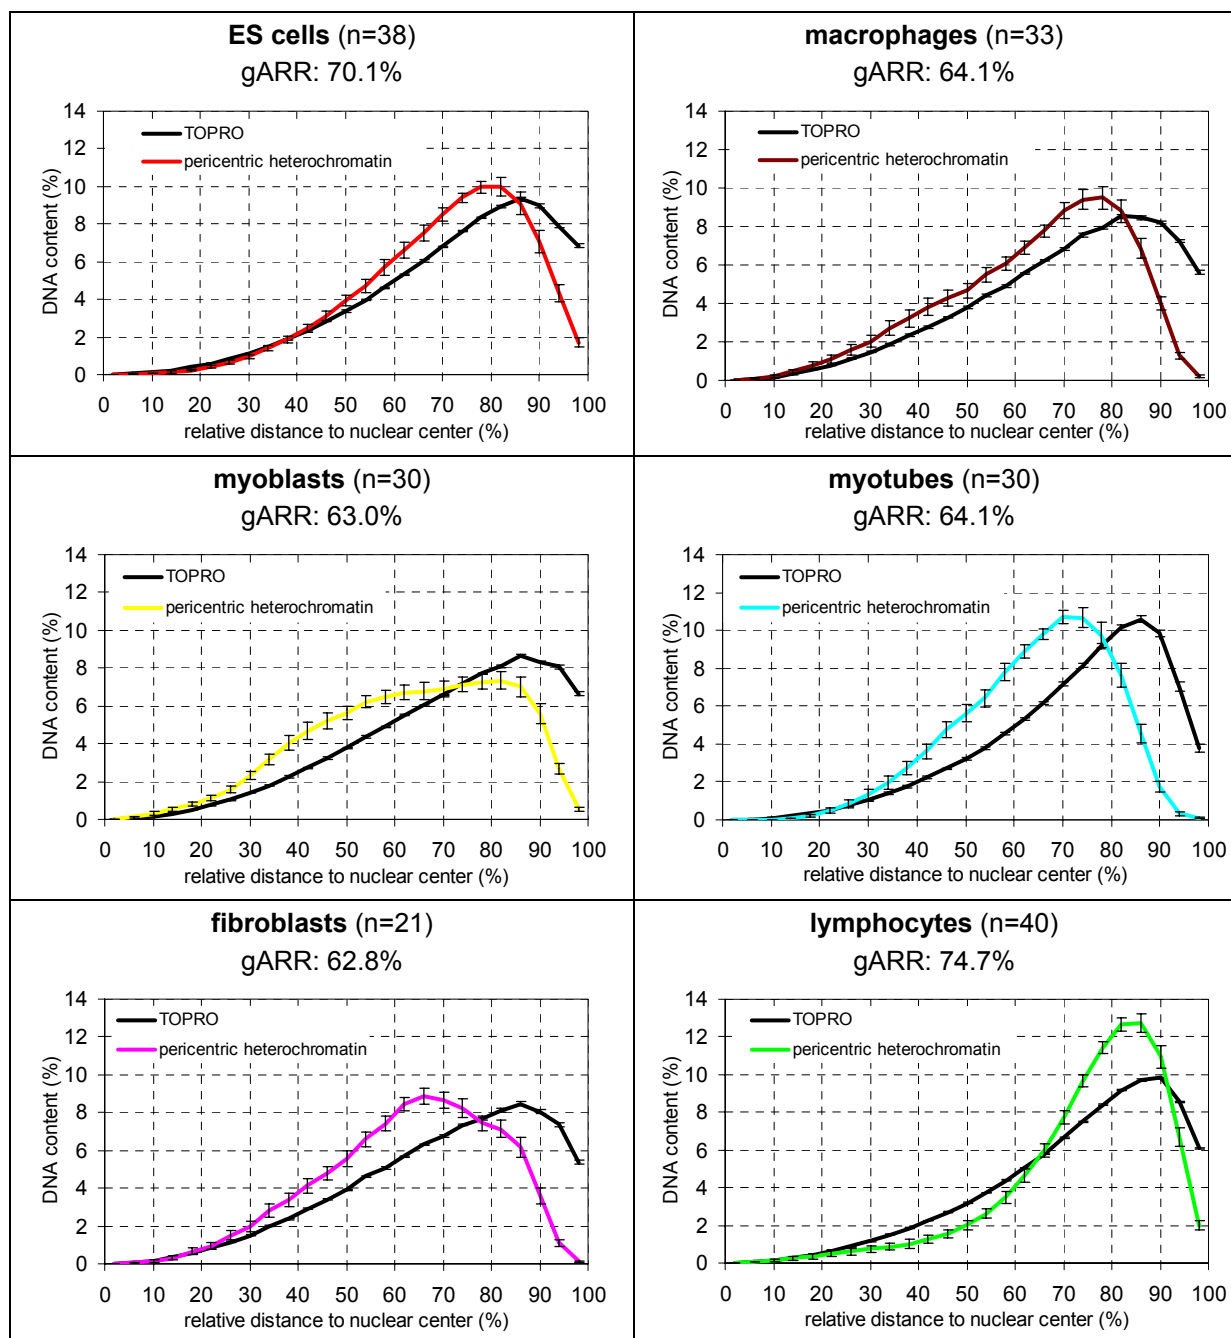 ES cells (n=38)
gARR: 70.1%
14
12
10
8
6
4
2
0
DNA content (%)
TOPRO
pericentric heterochromatin
0 10 20 30 40 50 60 70 80 90 100
relative distance to nuclear center (%)
macrophages (n=33)
gARR: 64.1%
14
12
10
8
6
4
2
0
DNA content (%)
TOPRO
pericentric heterochromatin
0 10 20 30 40 50 60 70 80 90 100
relative distance to nuclear center (%)
myoblasts (n=30)
gARR: 63.0%
14
12
10
8
6
4
2
0
DNA content (%)
TOPRO
pericentric heterochromatin
0 10 20 30 40 50 60 70 80 90 100
relative distance to nuclear center (%)
myotubes (n=30)
gARR: 64.1%
14
12
10
8
6
4
2
0
DNA content (%)
TOPRO
pericentric heterochromatin
0 10 20 30 40 50 60 70 80 90 100
relative distance to nuclear center (%)
fibroblasts (n=21)
gARR: 62.8%
14
12
10
8
6
4
2
0
DNA content (%)
TOPRO
pericentric heterochromatin
0 10 20 30 40 50 60 70 80 90 100
relative distance to nuclear center (%)
lymphocytes (n=40)
gARR: 74.7%
14
12
10
8
6
4
2
0
DNA content (%)
TOPRO
pericentric heterochromatin
0 10 20 30 40 50 60 70 80 90 100
relative distance to nuclear center (%)